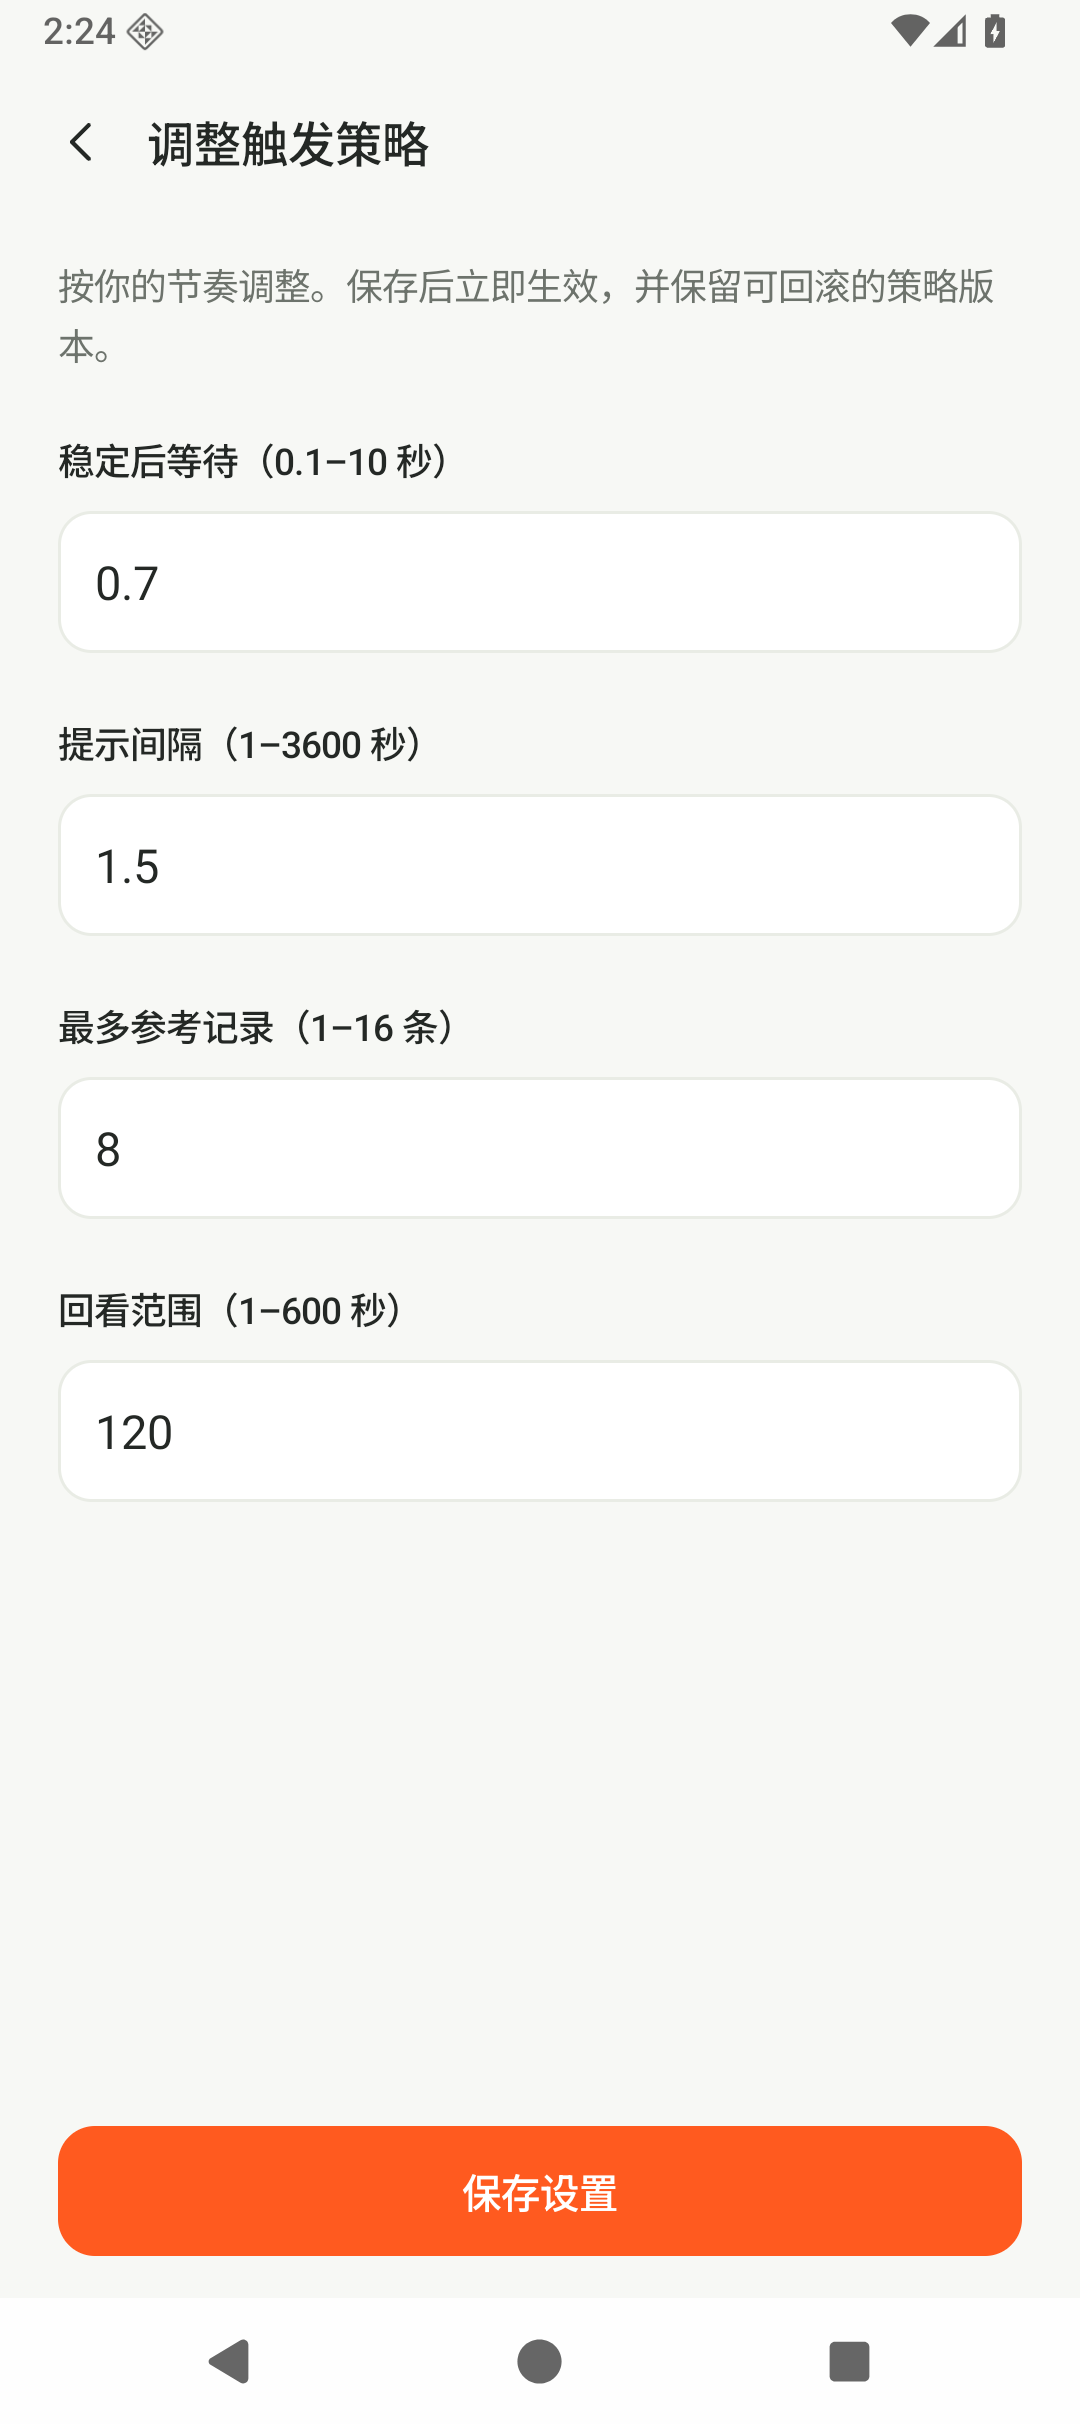 2:24
调整触发策略
按你的节奏调整。保存后立即生效，并保留可回滚的策略版
本。
稳定后等待（0.1–10 秒）
0.7
提示间隔（1–3600 秒）
1.5
最多参考记录（1–16 条）
8
回看范围（1–600 秒）
120
保存设置